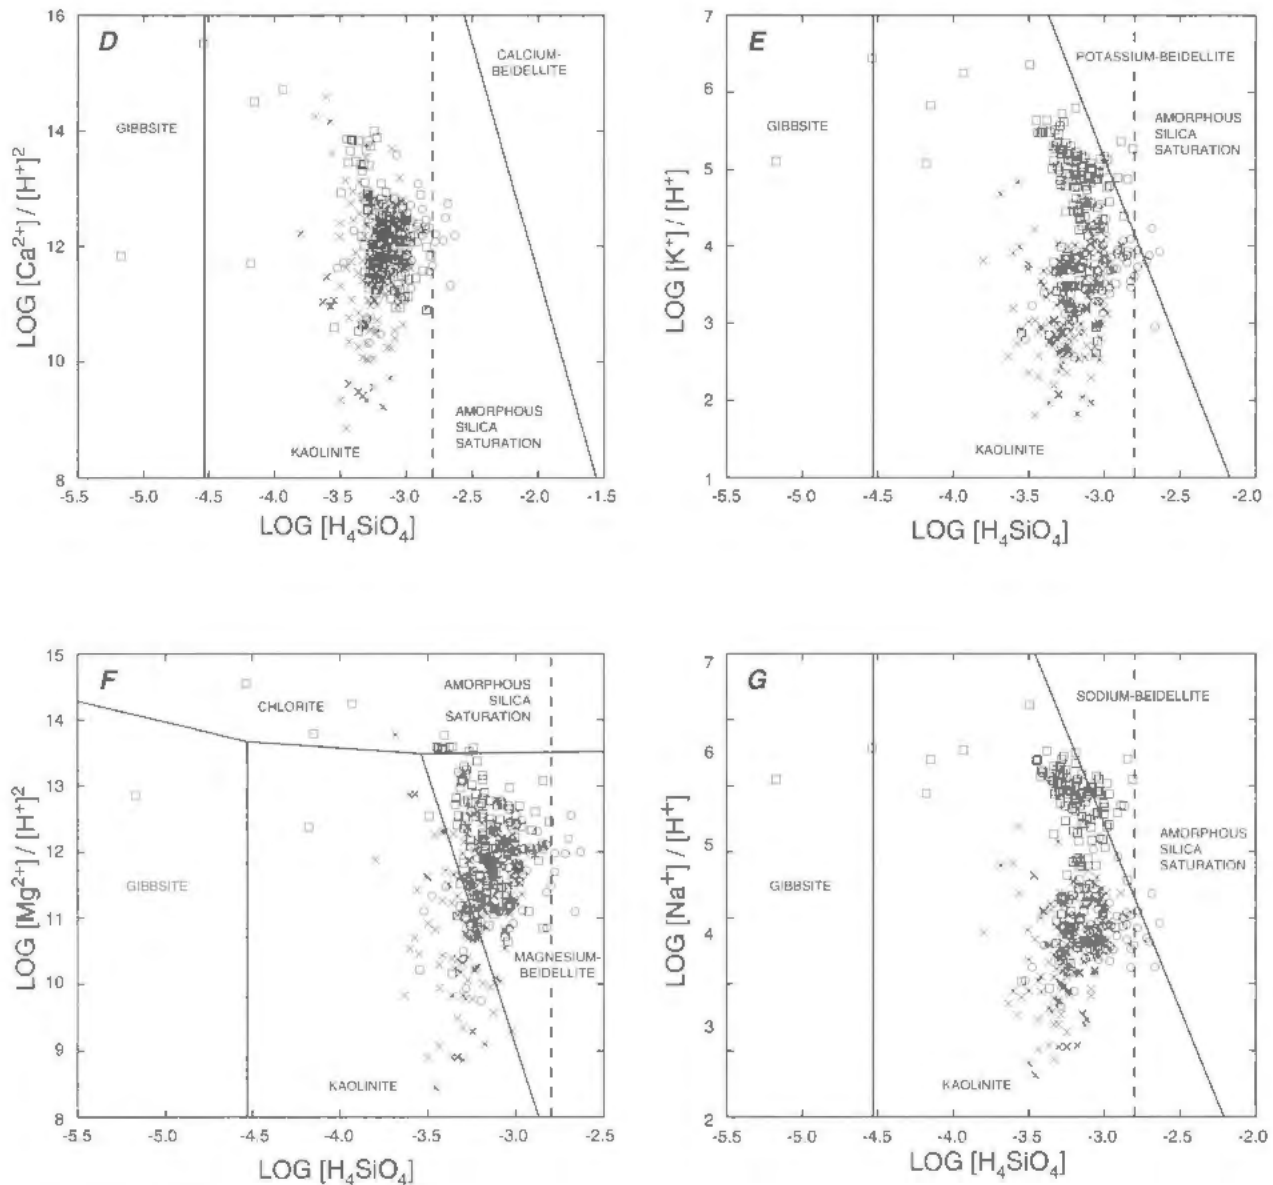 D
16
14
12
10
8
LOG [Ca²⁺] / [H⁺]²
GIBBSITE
CALCIUM-
BEIDELLITE
KAOLINITE
AMORPHOUS
SILICA
SATURATION
-5.5 -5.0 -4.5 -4.0 -3.5 -3.0 -2.5 -2.0 -1.5
LOG [H₄SiO₄]
E
7
6
5
4
3
2
1
LOG [K⁺] / [H⁺]
GIBBSITE
POTASSIUM-BEIDELLITE
AMORPHOUS
SILICA
SATURATION
KAOLINITE
-5.5 -5.0 -4.5 -4.0 -3.5 -3.0 -2.5 -2.0
LOG [H₄SiO₄]
F
15
14
13
12
11
10
9
8
LOG [Mg²⁺] / [H⁺]²
CHLORITE
AMORPHOUS
SILICA
SATURATION
GIBBSITE
MAGNESIUM-
BEIDELLITE
KAOLINITE
-5.5 -5.0 -4.5 -4.0 -3.5 -3.0 -2.5
LOG [H₄SiO₄]
G
7
6
5
4
3
2
LOG [Na⁺] / [H⁺]
SODIUM-BEIDELLITE
GIBBSITE
AMORPHOUS
SILICA
SATURATION
KAOLINITE
-5.5 -5.0 -4.5 -4.0 -3.5 -3.0 -2.5 -2.0
LOG [H₄SiO₄]